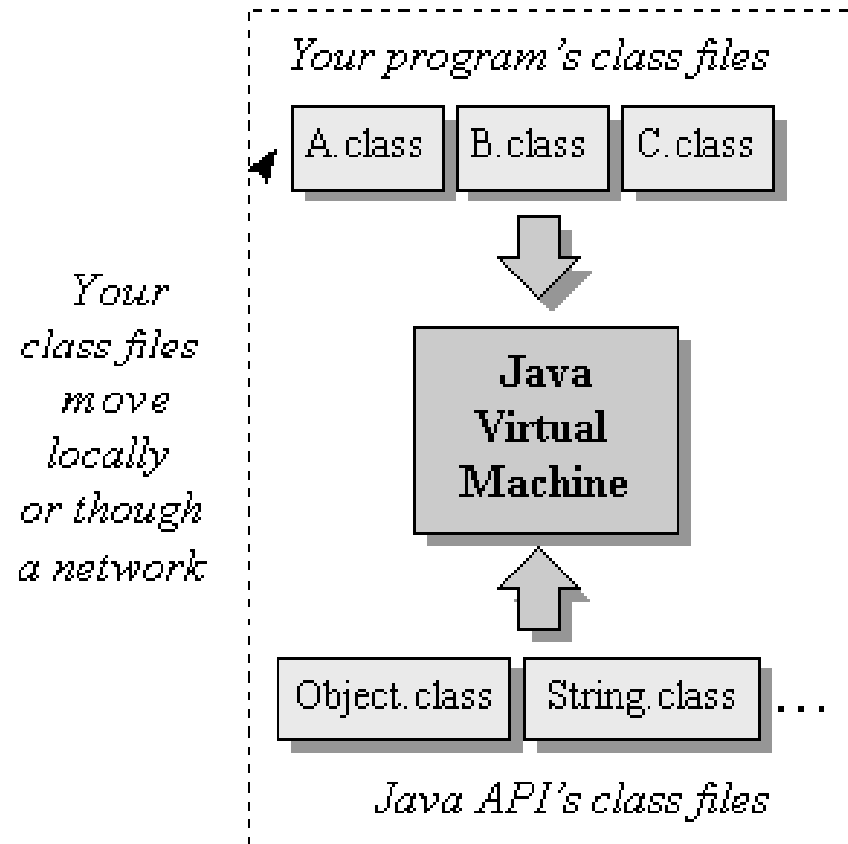 Your program's class files
A.class
B.class
C.class
Your
class files
move
locally
or though
a network
Java
Virtual
Machine
Object.class
String.class
...
Java API's class files